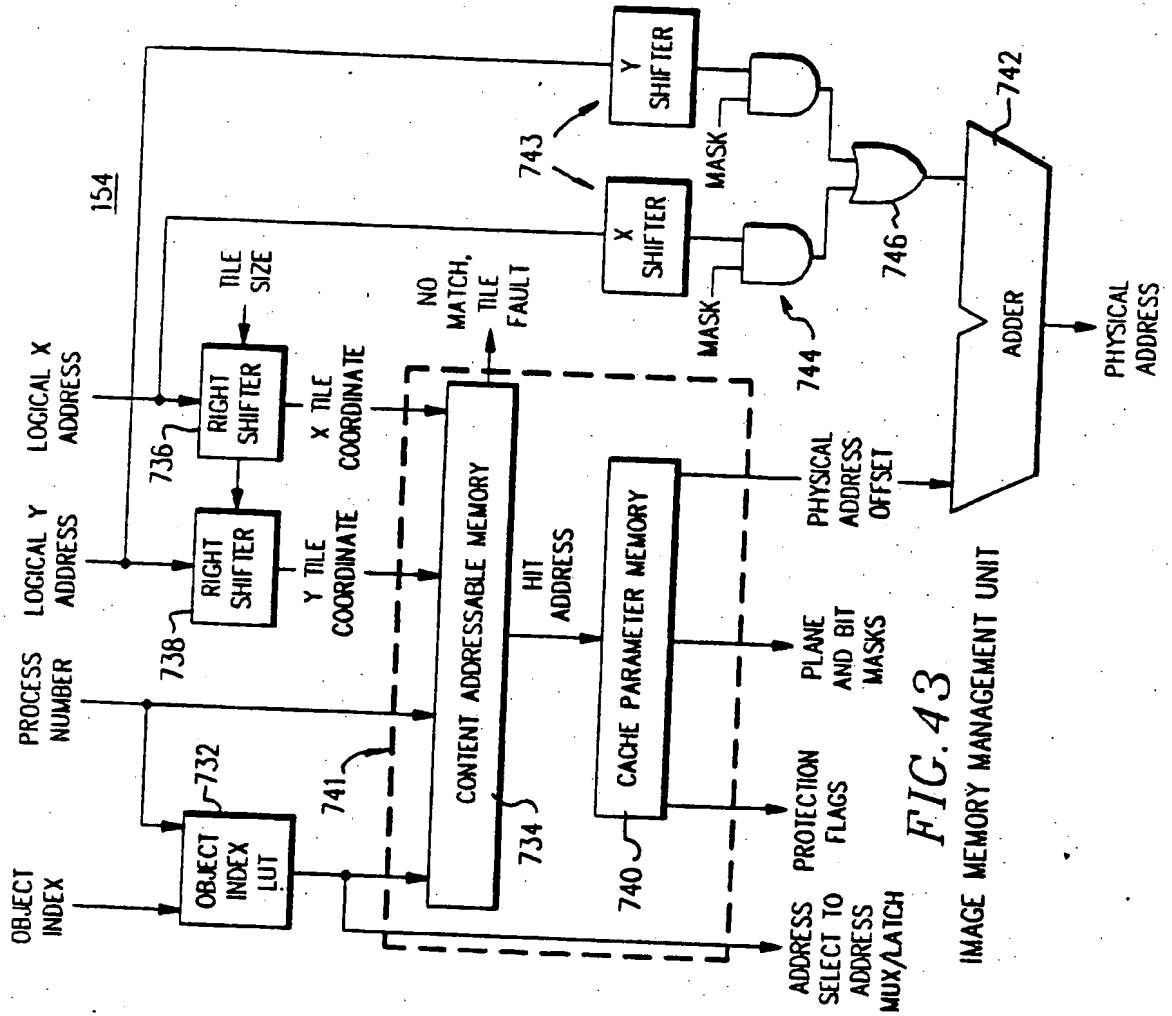 154
OBJECT
INDEX
PROCESS
NUMBER
LOGICAL Y
ADDRESS
LOGICAL X
ADDRESS
732
OBJECT
INDEX
LUT
738
RIGHT
SHIFTER
736
RIGHT
SHIFTER
TILE
SIZE
Y TILE
COORDINATE
X TILE
COORDINATE
741
CONTENT ADDRESSABLE MEMORY
734
NO
MATCH,
TILE
FAULT
HIT
ADDRESS
740
CACHE PARAMETER MEMORY
743
X
SHIFTER
Y
SHIFTER
MASK
MASK
744
746
ADDRESS
SELECT TO
ADDRESS
MUX/LATCH
PROTECTION
FLAGS
PLANE
AND BIT
MASKS
PHYSICAL
ADDRESS
OFFSET
ADDER
742
PHYSICAL
ADDRESS
FIG. 43
IMAGE MEMORY MANAGEMENT UNIT